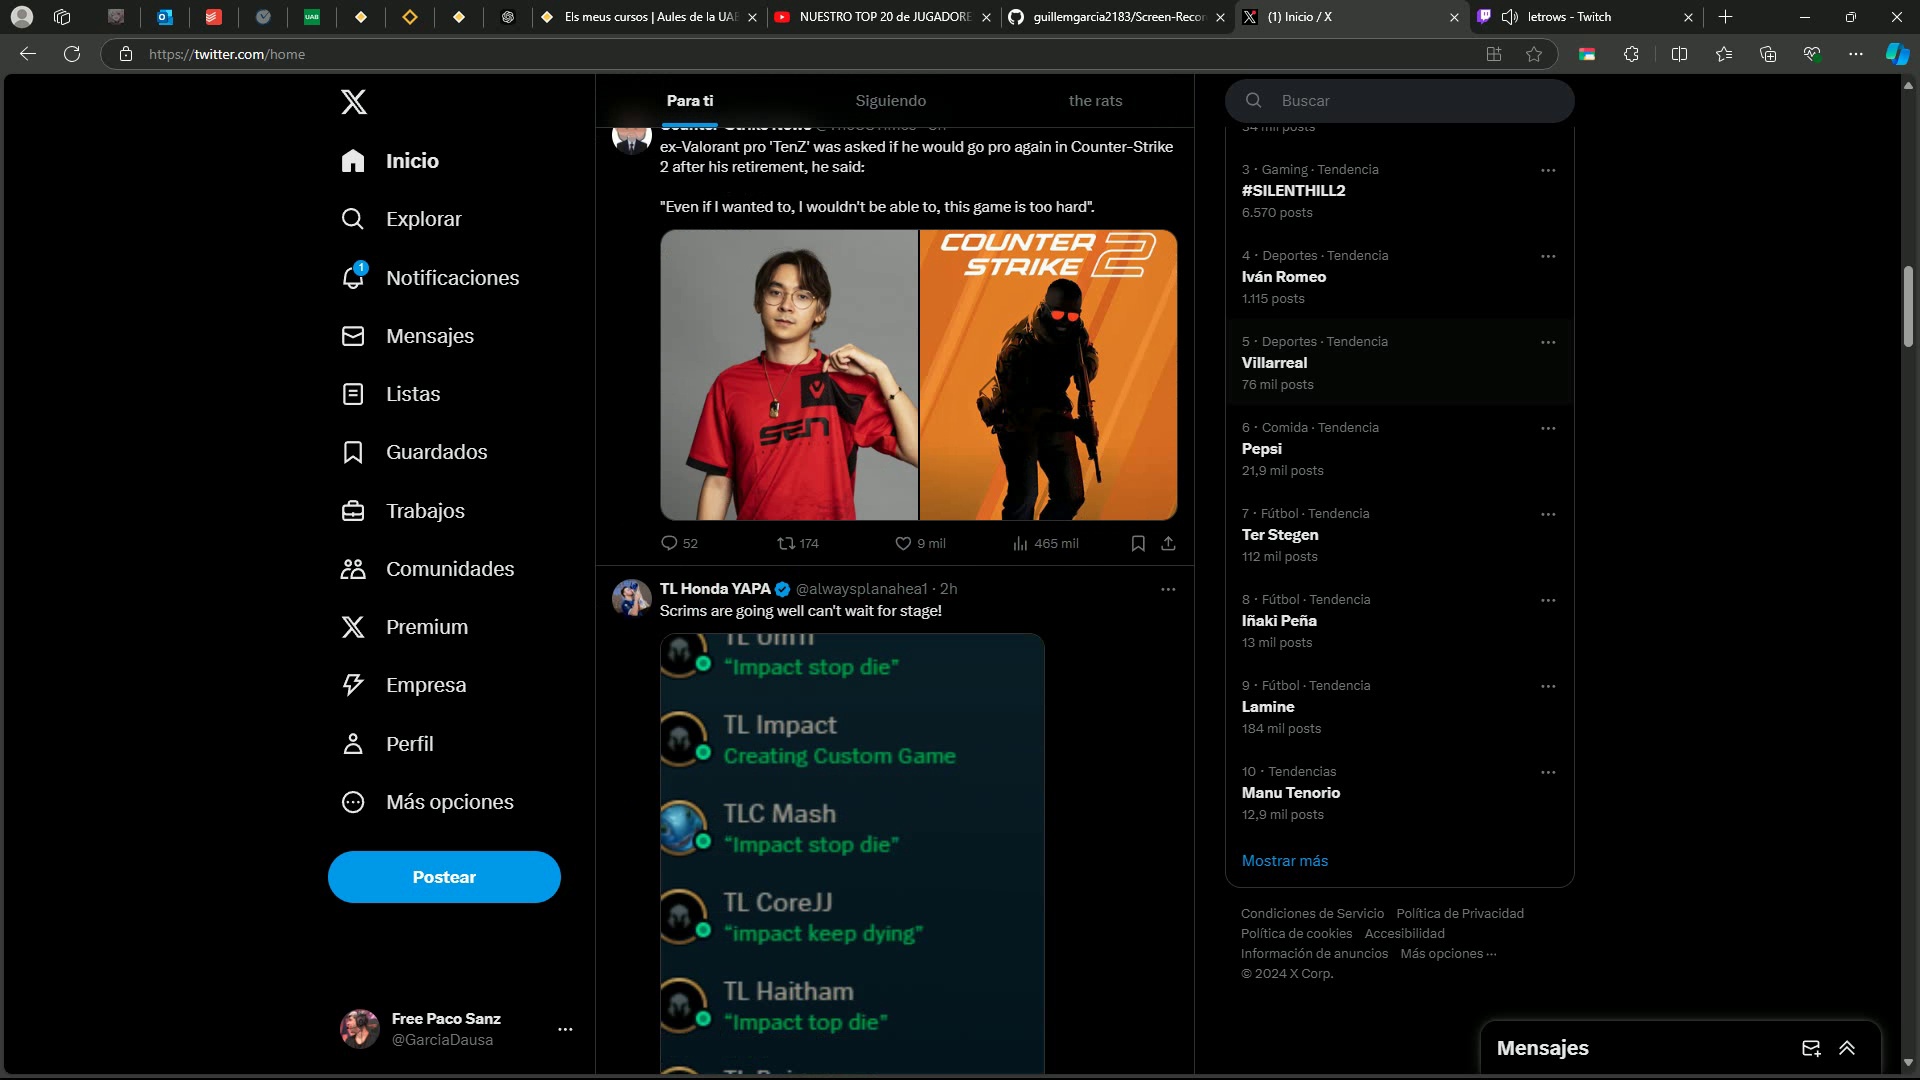 Els meus cursos | Aules de la UAB
NUESTRO TOP 20 de JUGADORE
guillemgarcia2183/Screen-Recor
(1) Inicio / X
letrows - Twitch
https://twitter.com/home
Inicio
Explorar
1
Notificaciones
Mensajes
Listas
Guardados
Trabajos
Comunidades
Premium
Empresa
Perfil
Más opciones
Postear
Free Paco Sanz
@GarciaDausa
Para ti
Siguiendo
the rats
ex-Valorant pro 'TenZ' was asked if he would go pro again in Counter-Strike
2 after his retirement, he said:
"Even if I wanted to, I wouldn't be able to, this game is too hard".
SEN
COUNTER
STRIKE 2
52
174
9 mil
465 mil
TL Honda YAPA @alwaysplanahea1 · 2h
Scrims are going well can't wait for stage!
"Impact stop die"
TL Impact
Creating Custom Game
TLC Mash
"Impact stop die"
TL CoreJJ
"impact keep dying"
TL Haitham
"Impact top die"
Buscar
34 mil posts
3 · Gaming · Tendencia
#SILENTHILL2
6.570 posts
4 · Deportes · Tendencia
Iván Romeo
1.115 posts
5 · Deportes · Tendencia
Villarreal
76 mil posts
6 · Comida · Tendencia
Pepsi
21,9 mil posts
7 · Fútbol · Tendencia
Ter Stegen
112 mil posts
8 · Fútbol · Tendencia
Iñaki Peña
13 mil posts
9 · Fútbol · Tendencia
Lamine
184 mil posts
10 · Tendencias
Manu Tenorio
12,9 mil posts
Mostrar más
Condiciones de Servicio Política de Privacidad
Política de cookies Accesibilidad
Información de anuncios Más opciones ···
© 2024 X Corp.
Mensajes